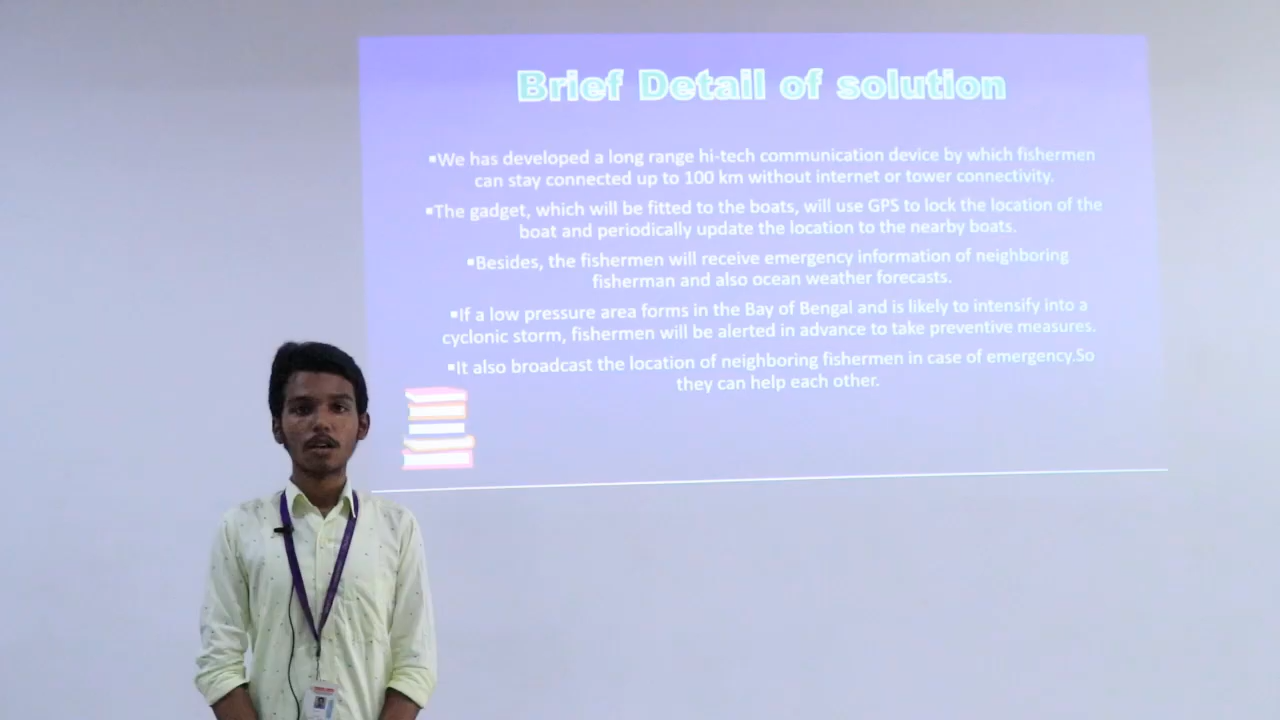 Brief Detail of solution
▪We has developed a long range hi-tech communication device by which fishermen
can stay connected up to 100 km without internet or tower connectivity.
▪The gadget, which will be fitted to the boats, will use GPS to lock the location of the
boat and periodically update the location to the nearby boats.
▪Besides, the fishermen will receive emergency information of neighboring
fisherman and also ocean weather forecasts.
▪If a low pressure area forms in the Bay of Bengal and is likely to intensify into a
cyclonic storm, fishermen will be alerted in advance to take preventive measures.
▪It also broadcast the location of neighboring fishermen in case of emergency.So
they can help each other.